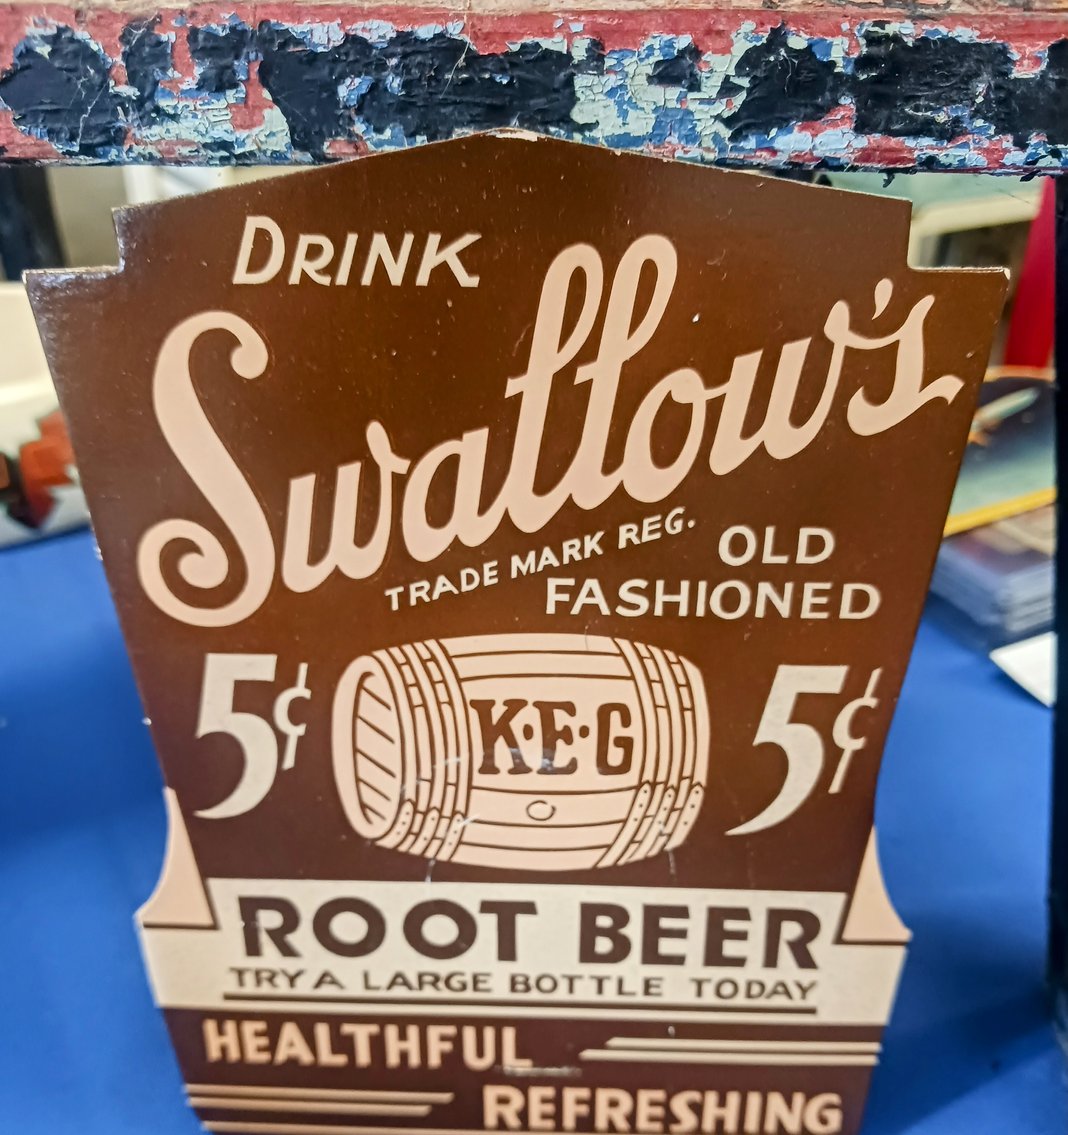 DRINK
Swallow's
TRADE MARK REG.
OLD
FASHIONED
5¢ K·E·G 5¢
ROOT BEER
TRY A LARGE BOTTLE TODAY
HEALTHFUL
REFRESHING